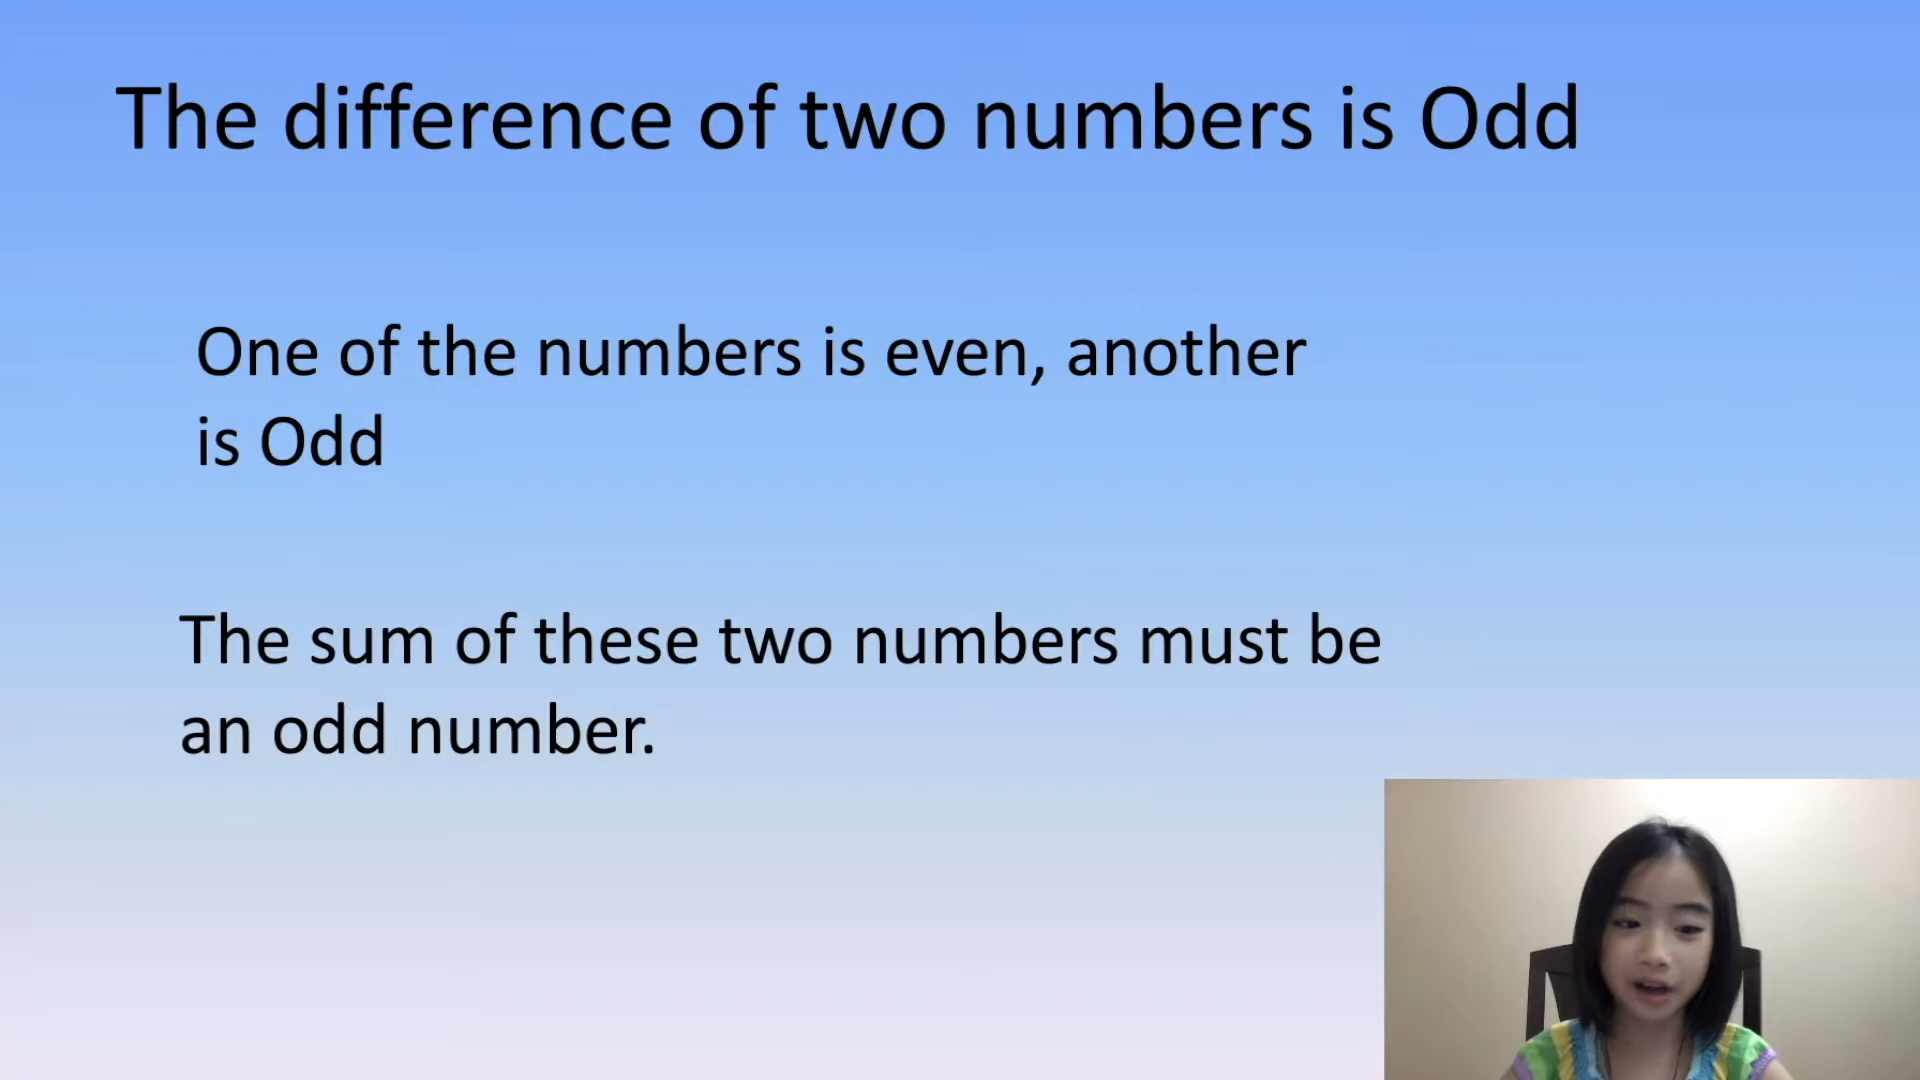 The difference of two numbers is Odd
One of the numbers is even, another
is Odd
The sum of these two numbers must be
an odd number.